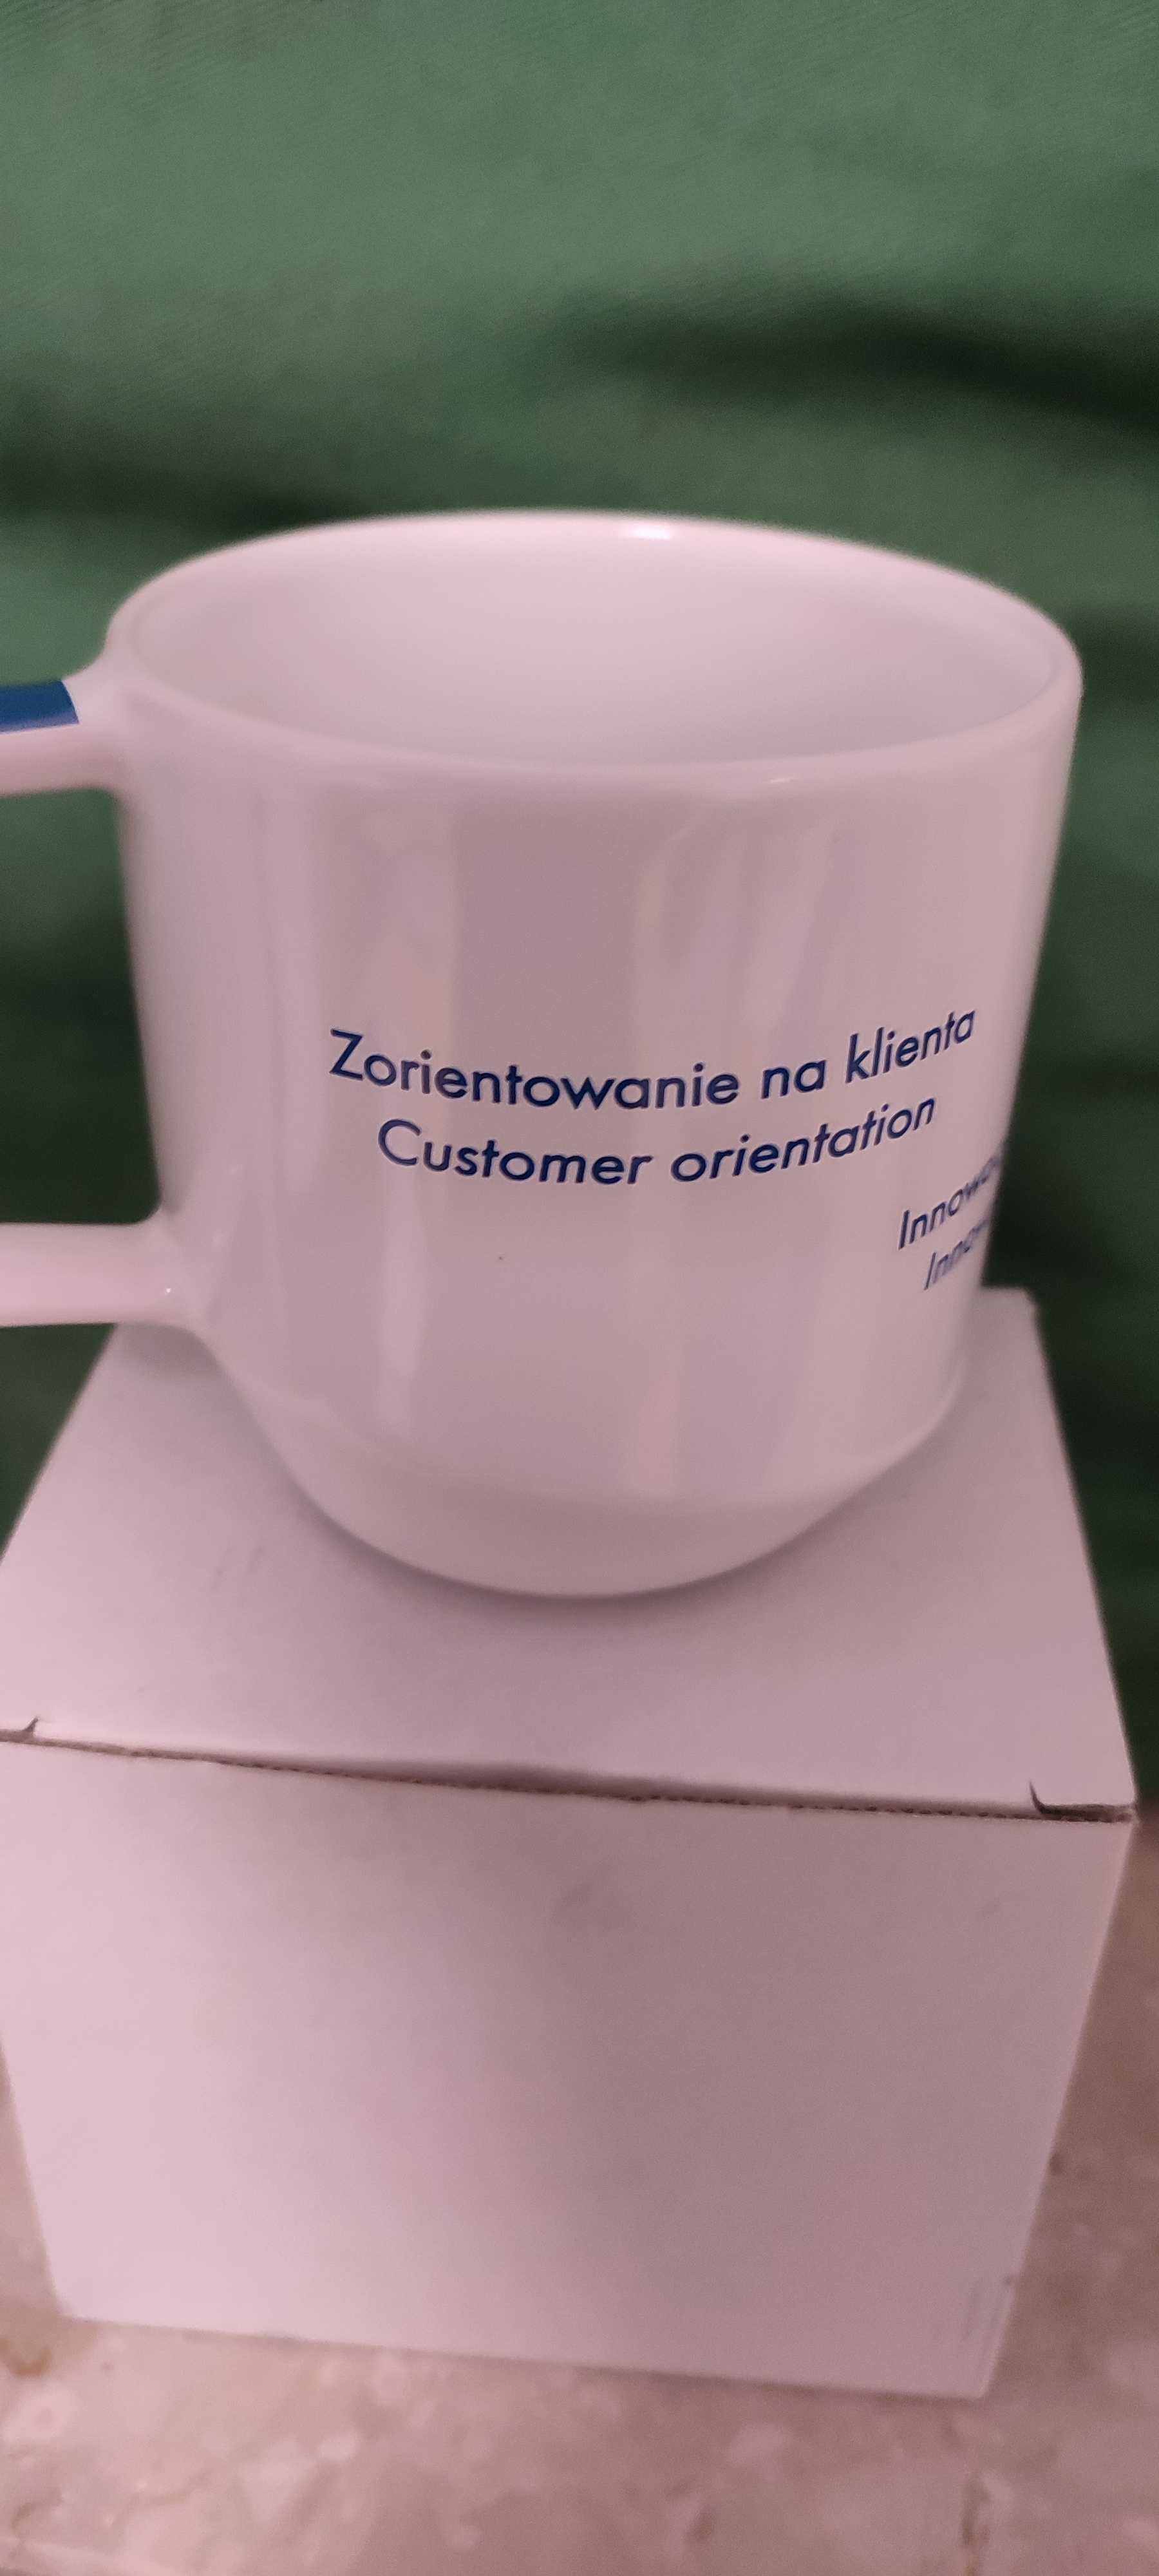 Zorientowanie na klienta
Customer orientation